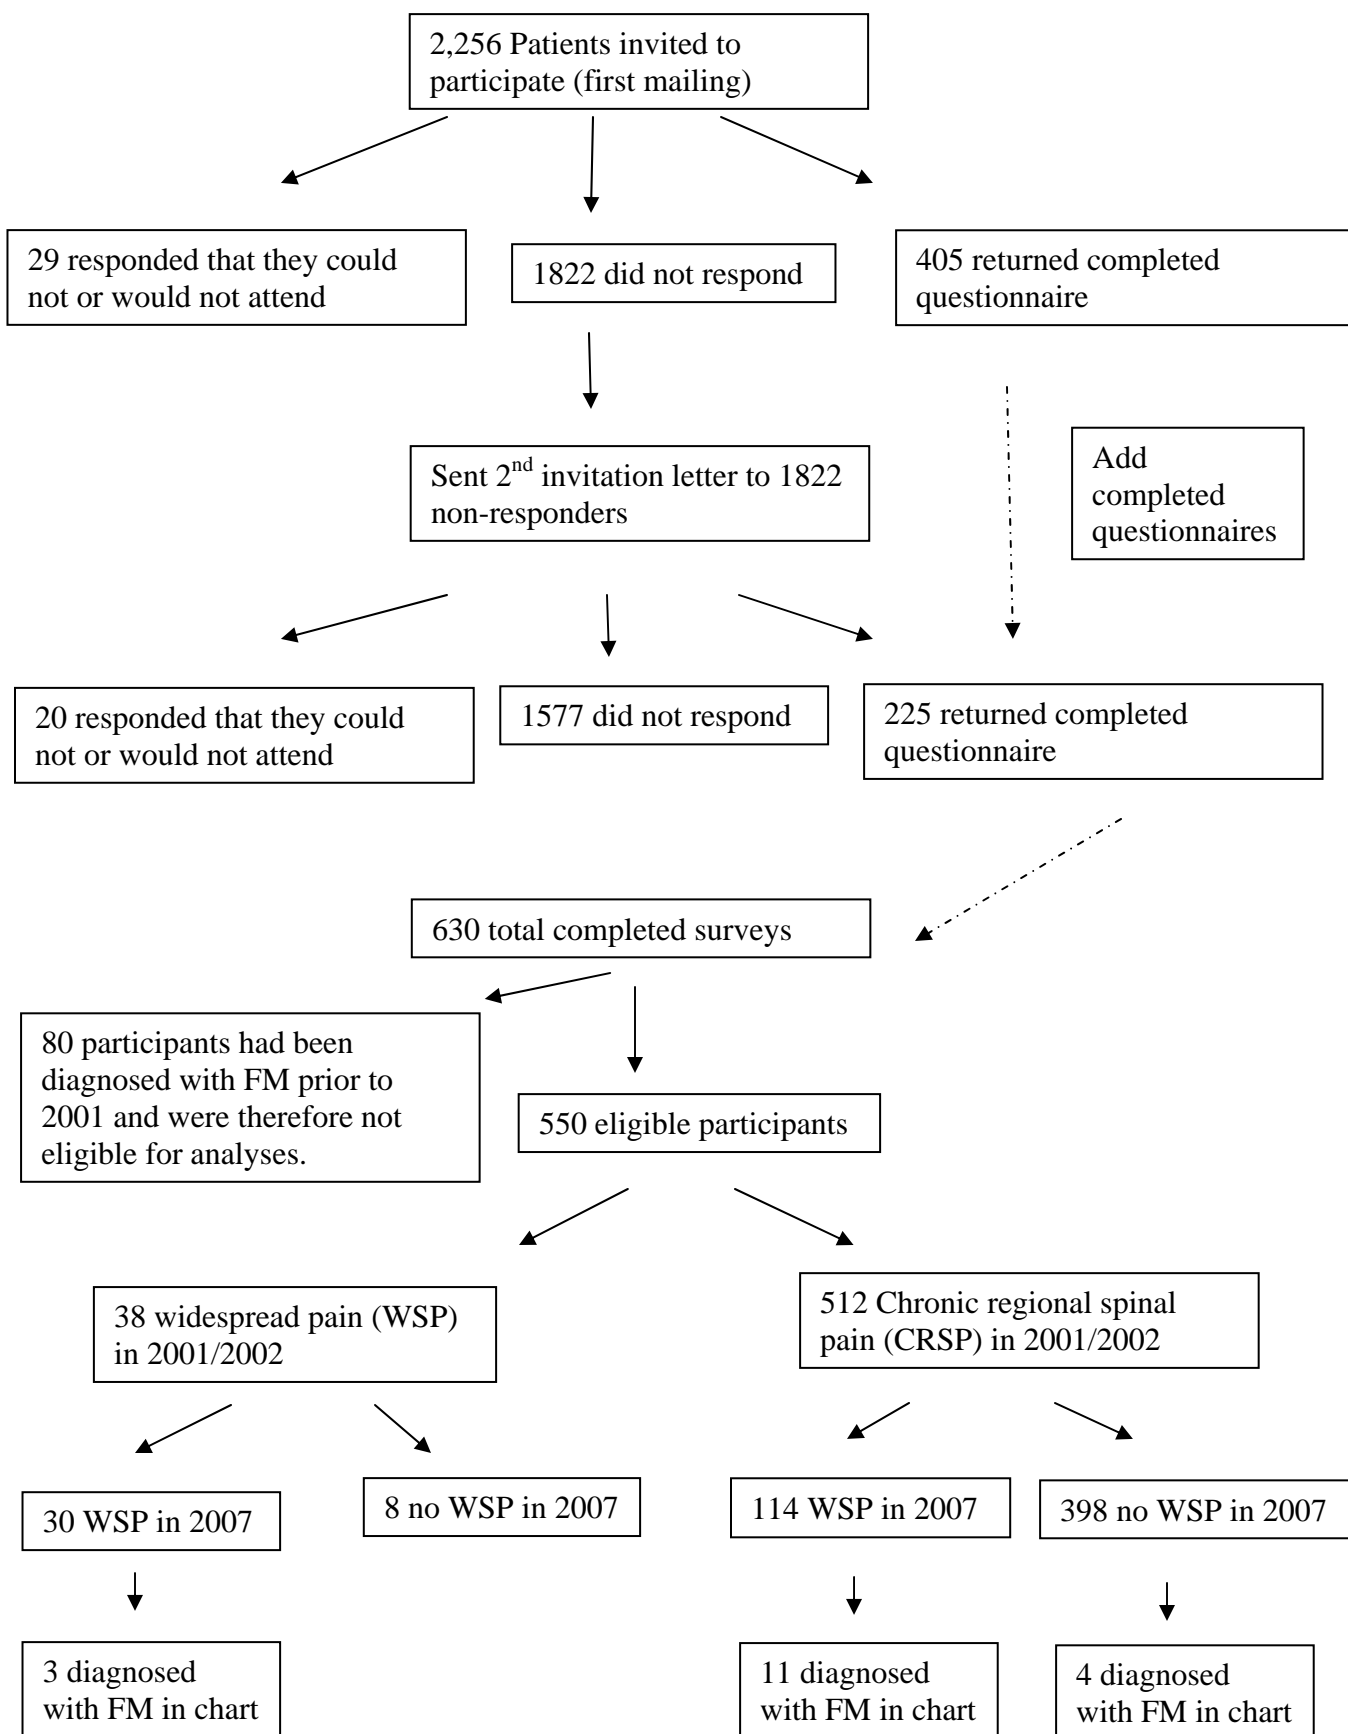 2,256 Patients invited to
participate (first mailing)
29 responded that they could
not or would not attend
1822 did not respond
405 returned completed
questionnaire
Sent 2nd invitation letter to 1822
non-responders
Add
completed
questionnaires
20 responded that they could
not or would not attend
1577 did not respond
225 returned completed
questionnaire
630 total completed surveys
80 participants had been
diagnosed with FM prior to
2001 and were therefore not
eligible for analyses.
550 eligible participants
38 widespread pain (WSP)
in 2001/2002
512 Chronic regional spinal
pain (CRSP) in 2001/2002
30 WSP in 2007
8 no WSP in 2007
114 WSP in 2007
398 no WSP in 2007
3 diagnosed
with FM in chart
11 diagnosed
with FM in chart
4 diagnosed
with FM in chart